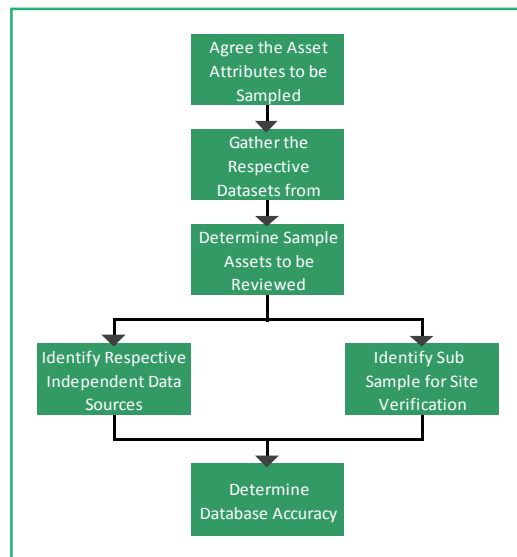 Agree the Asset
Attributes to be
Sampled
Gather the
Respective
Datasets from
Determine Sample
Assets to be
Reviewed
Identify Respective
Independent Data
Sources
Identify Sub
Sample for Site
Verification
Determine
Database Accuracy